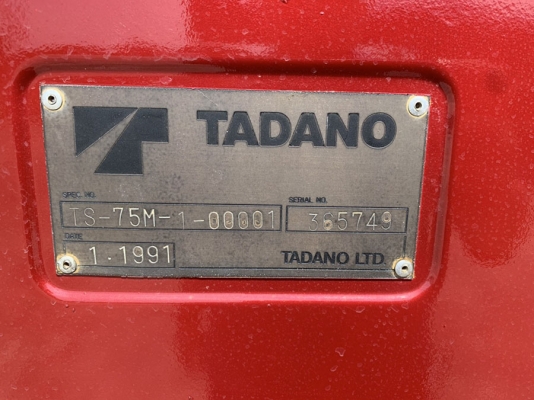 TADANO
SPEC. NO. SERIAL NO.
TS-75M-1-00001 365749
DATE
1.1991 TADANO LTD.